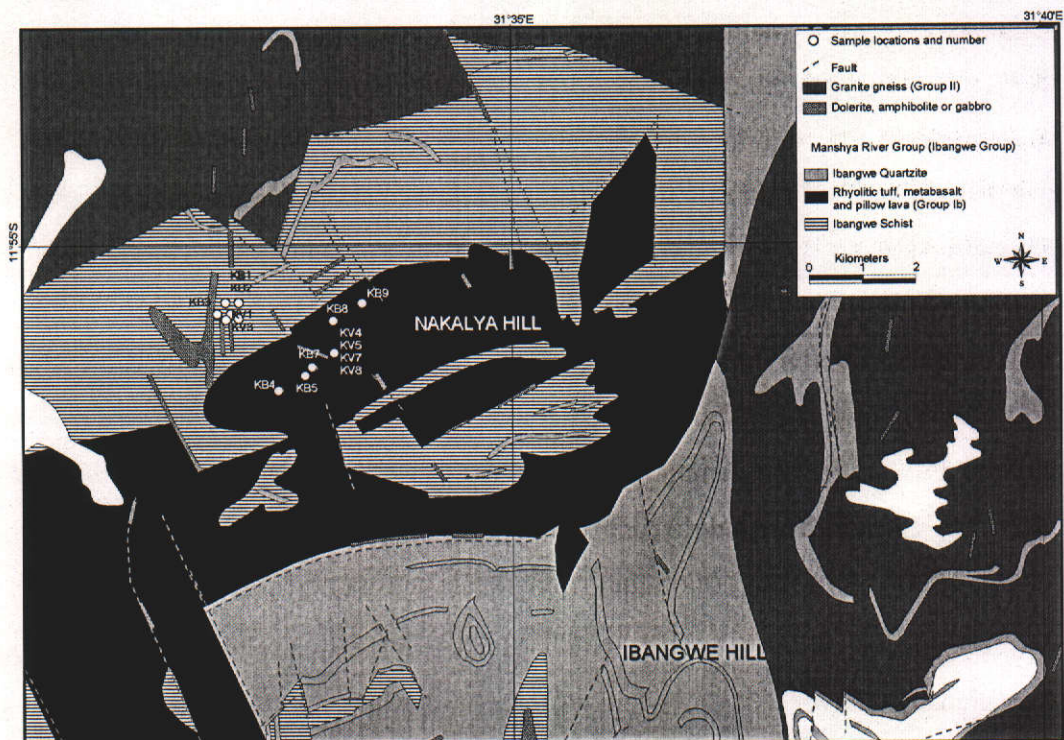 31°35'E
31°40'E
11°55'S
Sample locations and number
Fault
Granite gneiss (Group II)
Dolerite, amphibolite or gabbro
Manshya River Group (Ibangwe Group)
Ibangwe Quartzite
Rhyolitic tuff, metabasalt
and pillow lava (Group Ib)
Ibangwe Schist
Kilometers
0 1 2
N
W E
S
KB1
KB2
KB3
KV3
KB9
KB8
NAKALYA HILL
KV4
KV5
KV7
KV8
KB7
KB5
KB4
IBANGWE HILL